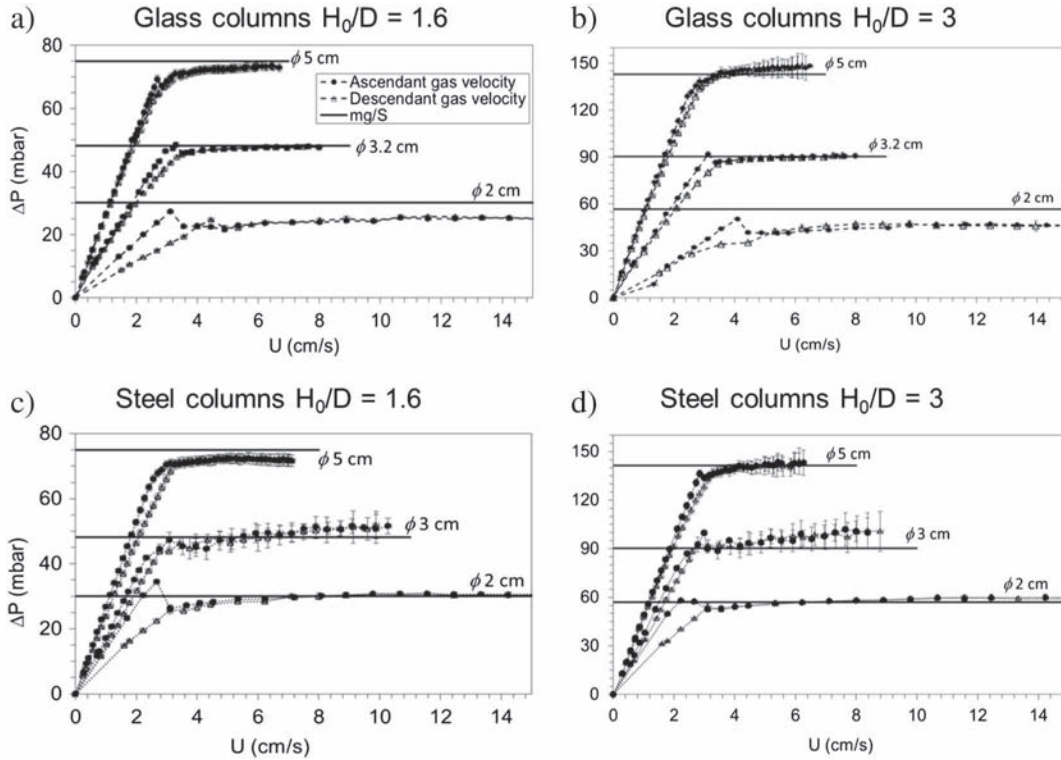 a)
Glass columns H₀/D = 1.6
80
60
40
20
0
ΔP (mbar)
ϕ 5 cm
Ascendant gas velocity
Descendant gas velocity
mg/S
ϕ 3.2 cm
ϕ 2 cm
0 2 4 6 8 10 12 14
U (cm/s)
b)
Glass columns H₀/D = 3
150
120
90
60
30
0
ΔP (mbar)
ϕ 5 cm
ϕ 3.2 cm
ϕ 2 cm
0 2 4 6 8 10 12 14
U (cm/s)
c)
Steel columns H₀/D = 1.6
80
60
40
20
0
ΔP (mbar)
ϕ 5 cm
ϕ 3 cm
ϕ 2 cm
0 2 4 6 8 10 12 14
U (cm/s)
d)
Steel columns H₀/D = 3
150
120
90
60
30
0
ΔP (mbar)
ϕ 5 cm
ϕ 3 cm
ϕ 2 cm
0 2 4 6 8 10 12 14
U (cm/s)